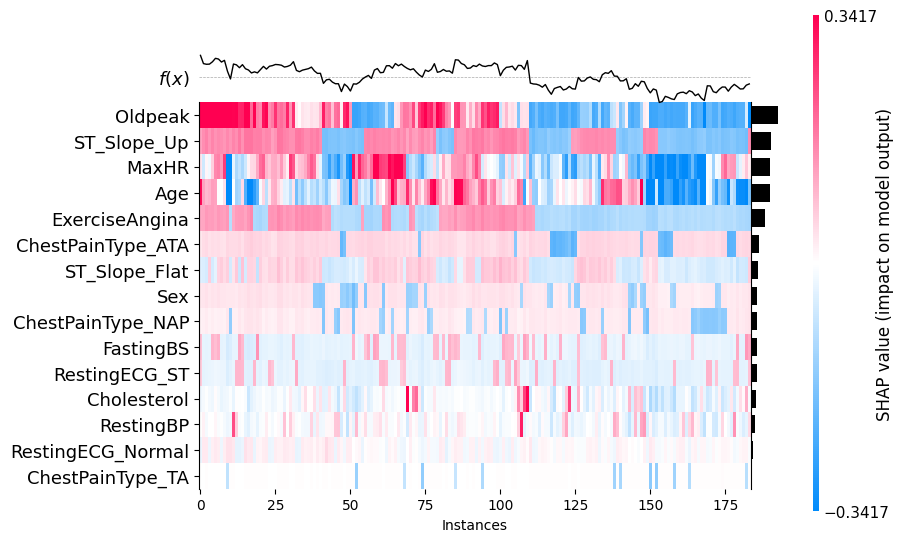 0.3417
f(x)
Oldpeak
ST_Slope_Up
MaxHR
Age
ExerciseAngina
ChestPainType_ATA
ST_Slope_Flat
Sex
ChestPainType_NAP
FastingBS
RestingECG_ST
Cholesterol
RestingBP
RestingECG_Normal
ChestPainType_TA
0 25 50 75 100 125 150 175
Instances
SHAP value (impact on model output)
−0.3417